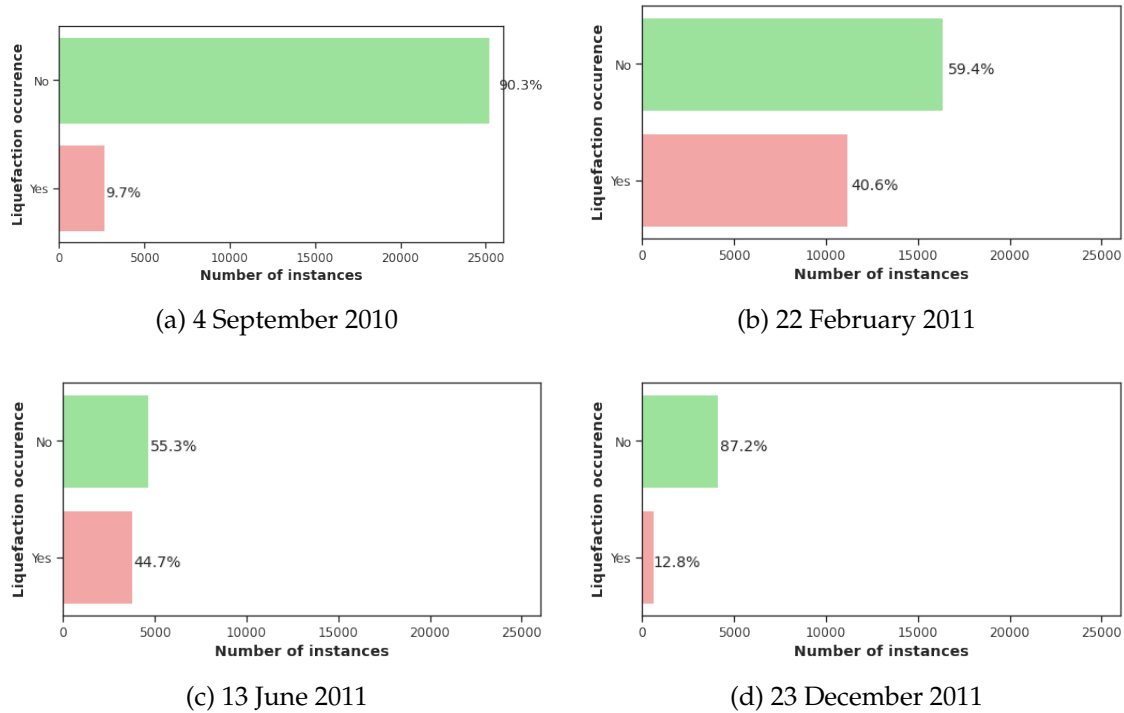 Liquefaction occurence
No
90.3%
Yes
9.7%
0 5000 10000 15000 20000 25000
Number of instances
(a) 4 September 2010
Liquefaction occurence
No
59.4%
Yes
40.6%
0 5000 10000 15000 20000 25000
Number of instances
(b) 22 February 2011
Liquefaction occurence
No
55.3%
Yes
44.7%
0 5000 10000 15000 20000 25000
Number of instances
(c) 13 June 2011
Liquefaction occurence
No
87.2%
Yes
12.8%
0 5000 10000 15000 20000 25000
Number of instances
(d) 23 December 2011